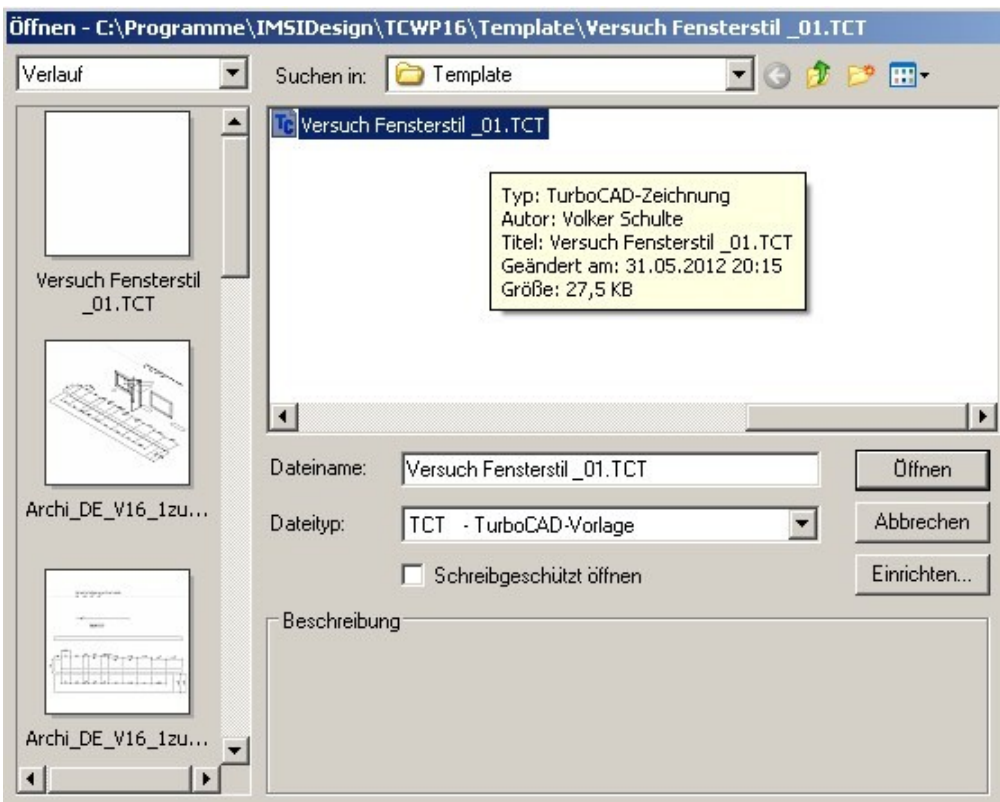 Öffnen - C:\Programme\IMSIDesign\TCWP16\Template\Versuch Fensterstil _01.TCT
Verlauf
Suchen in:
Template
Versuch Fensterstil
_01.TCT
Archi_DE_V16_1zu...
Archi_DE_V16_1zu...
Versuch Fensterstil _01.TCT
Typ: TurboCAD-Zeichnung
Autor: Volker Schulte
Titel: Versuch Fensterstil _01.TCT
Geändert am: 31.05.2012 20:15
Größe: 27,5 KB
Dateiname:
Versuch Fensterstil _01.TCT
Öffnen
Dateityp:
TCT - TurboCAD-Vorlage
Abbrechen
Schreibgeschützt öffnen
Einrichten...
Beschreibung